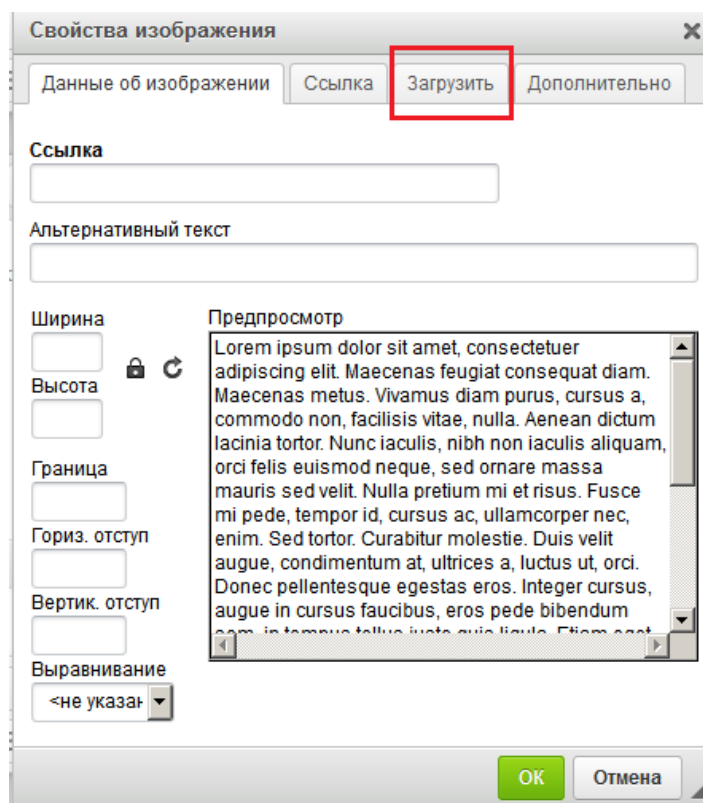 Свойства изображения
Данные об изображении Ссылка Загрузить Дополнительно
Ссылка
Альтернативный текст
Ширина
Предпросмотр
Lorem ipsum dolor sit amet, consectetuer
adipiscing elit. Maecenas feugiat consequat diam.
Maecenas metus. Vivamus diam purus, cursus a,
commodo non, facilisis vitae, nulla. Aenean dictum
lacinia tortor. Nunc iaculis, nibh non iaculis aliquam,
orci felis euismod neque, sed ornare massa
mauris sed velit. Nulla pretium mi et risus. Fusce
mi pede, tempor id, cursus ac, ullamcorper nec,
enim. Sed tortor. Curabitur molestie. Duis velit
augue, condimentum at, ultrices a, luctus ut, orci.
Donec pellentesque egestas eros. Integer cursus,
augue in cursus faucibus, eros pede bibendum
Высота
Граница
Гориз. отступ
Вертик. отступ
Выравнивание
<не указан
ОК Отмена